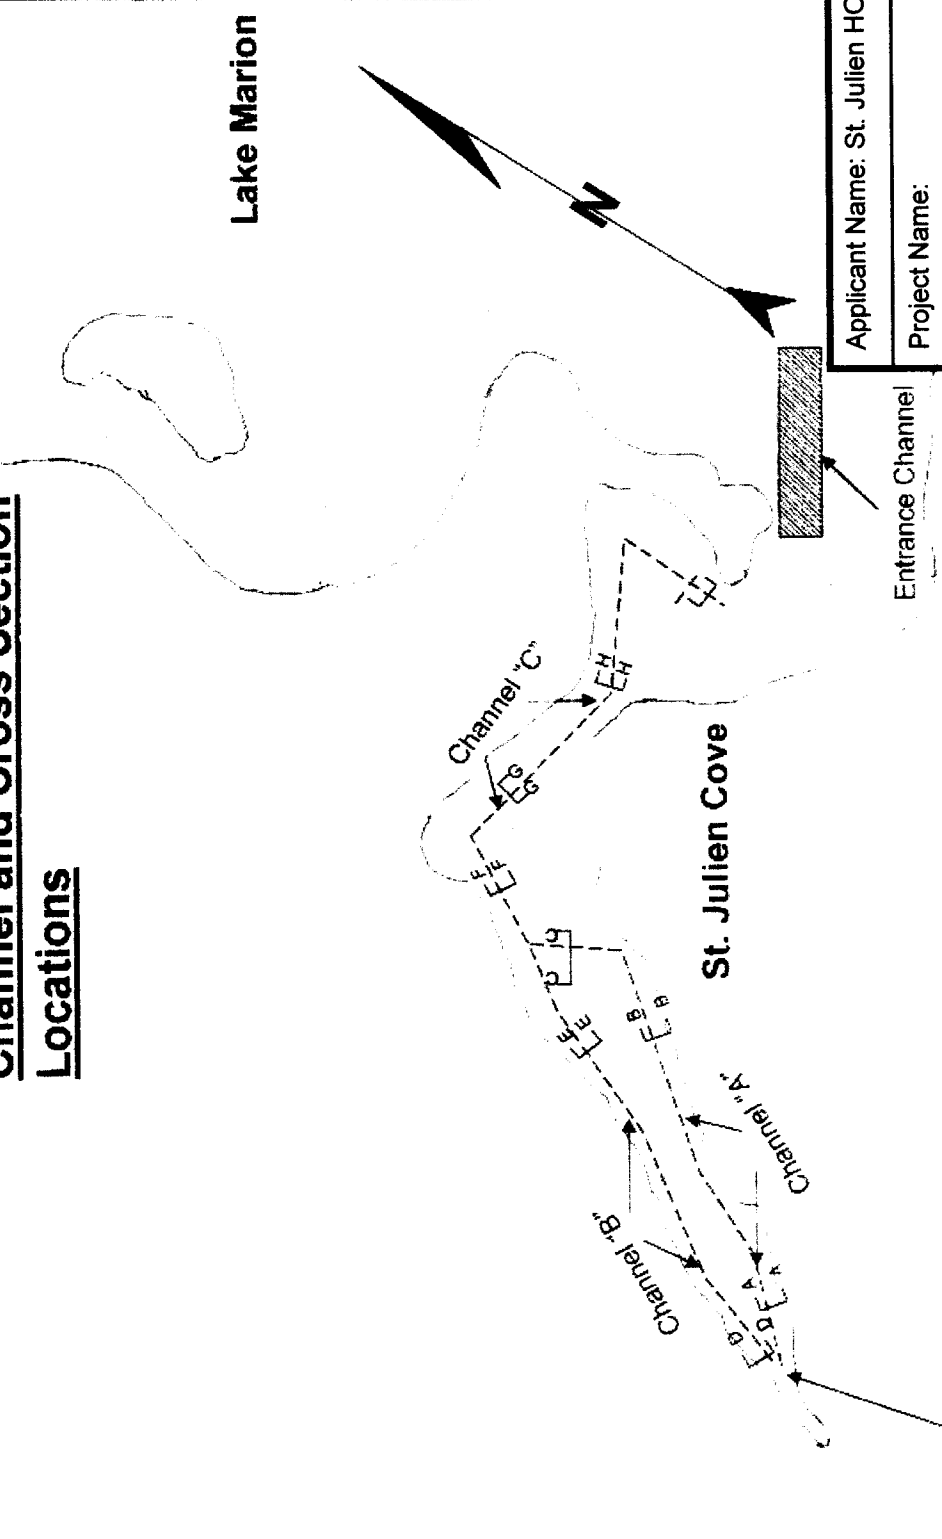 Channel and Cross Section
Locations
Lake Marion
N
Applicant Name: St. Julien HO
Project Name:
Entrance Channel
Channel "C"
H
H
G
G
F
F
C
C
St. Julien Cove
E
E
B
B
Channel "A"
Channel "B"
A
A
D
D